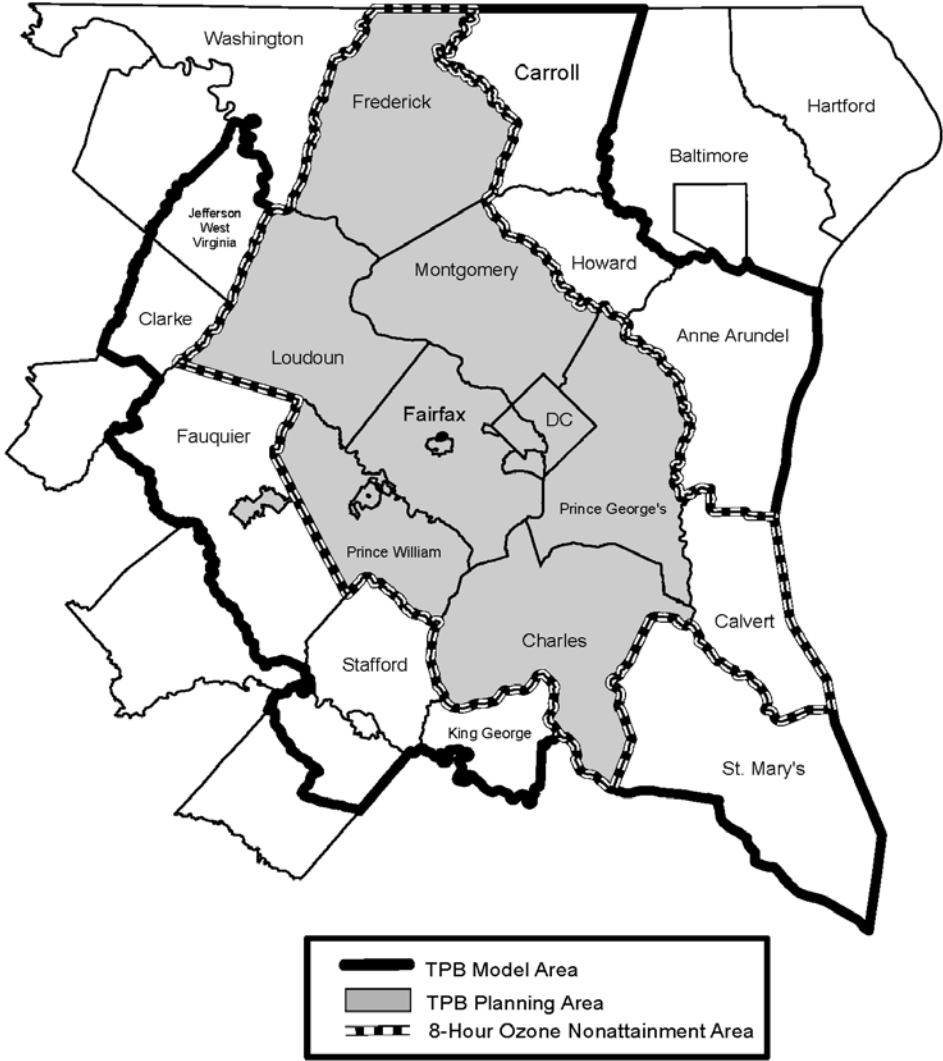 Washington
Carroll
Frederick
Hartford
Baltimore
Jefferson
West
Virginia
Montgomery
Howard
Clarke
Anne Arundel
Loudoun
Fairfax
DC
Fauquier
Prince George's
Prince William
Calvert
Charles
Stafford
King George
St. Mary's
TPB Model Area
TPB Planning Area
8-Hour Ozone Nonattainment Area